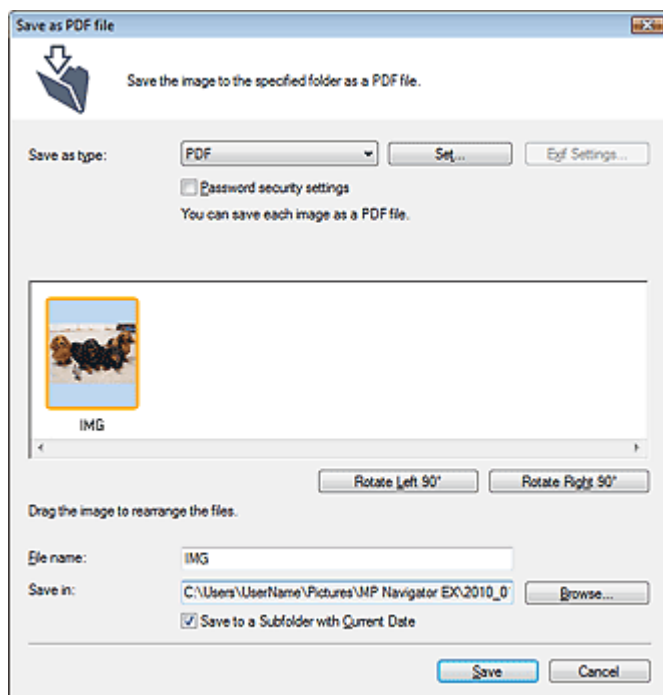 Save as PDF file
Save the image to the specified folder as a PDF file.
Save as type:
PDF
Set...
Exif Settings...
Password security settings
You can save each image as a PDF file.
IMG
Rotate Left 90°
Rotate Right 90°
Drag the image to rearrange the files.
File name:
IMG
Save in:
C:\Users\UserName\Pictures\MP Navigator EX\2010_0
Browse...
Save to a Subfolder with Current Date
Save
Cancel